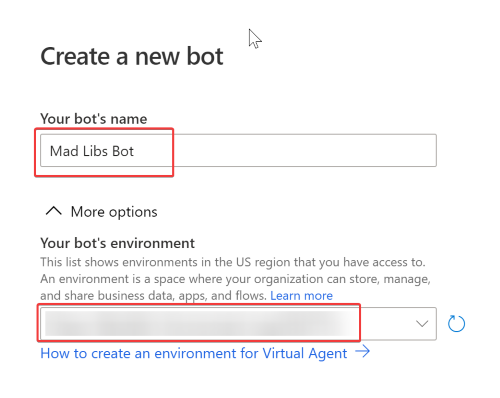 Create a new bot
Your bot's name
Mad Libs Bot
More options
Your bot's environment
This list shows environments in the US region that you have access to.
An environment is a space where your organization can store, manage,
and share business data, apps, and flows. Learn more
How to create an environment for Virtual Agent